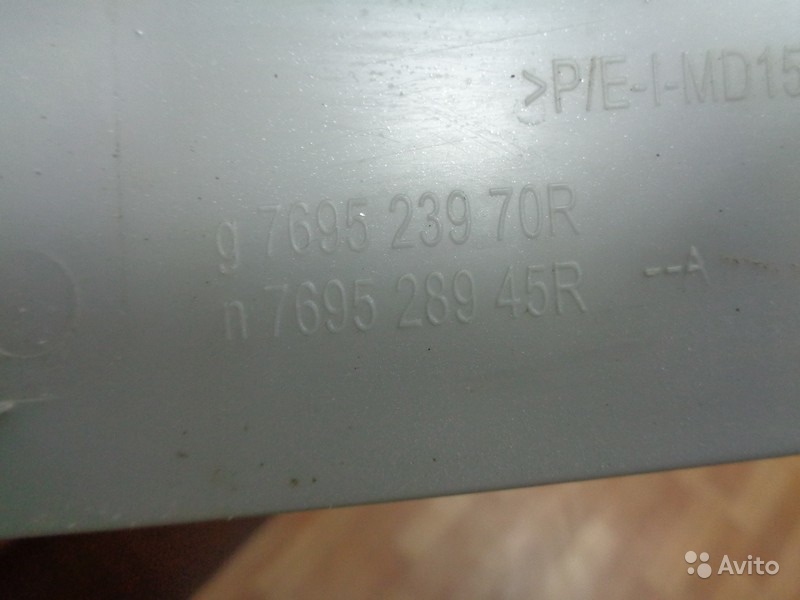 >P/E-I-MD15
g 7695 239 70R
n 7695 289 45R --A
Avito